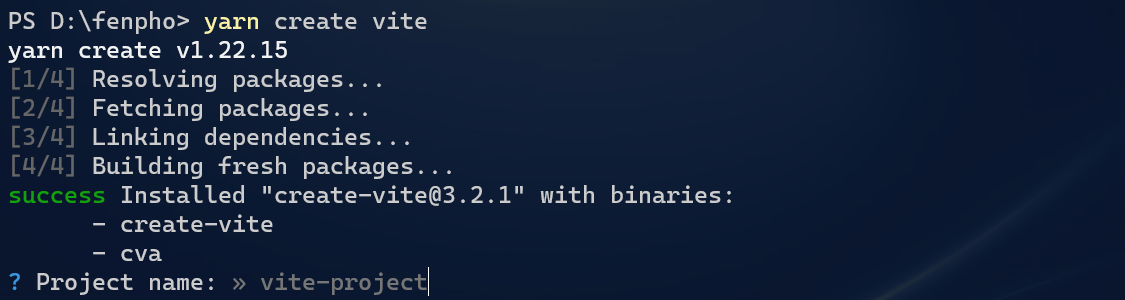 PS D:\fenpho> yarn create vite
yarn create v1.22.15
[1/4] Resolving packages...
[2/4] Fetching packages...
[3/4] Linking dependencies...
[4/4] Building fresh packages...
success Installed "create-vite@3.2.1" with binaries:
      - create-vite
      - cva
? Project name: » vite-project